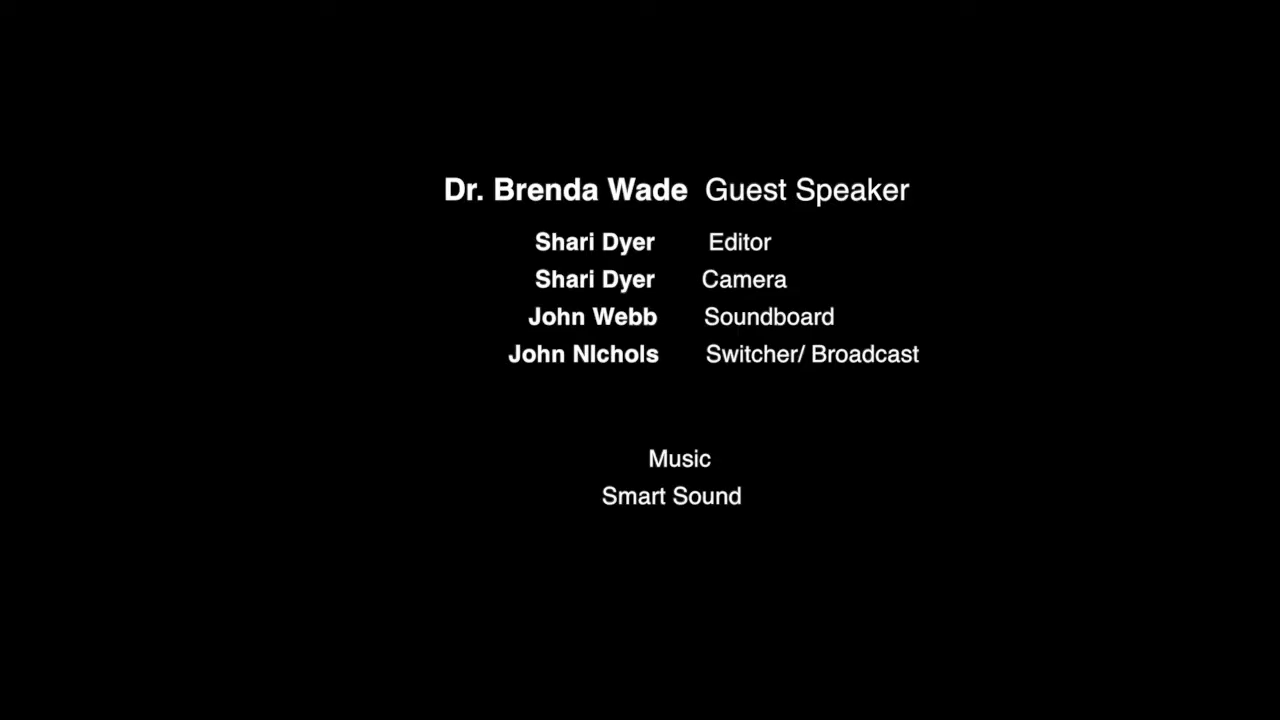 Dr. Brenda Wade Guest Speaker
Shari Dyer Editor
Shari Dyer Camera
John Webb Soundboard
John NIchols Switcher/ Broadcast
Music
Smart Sound